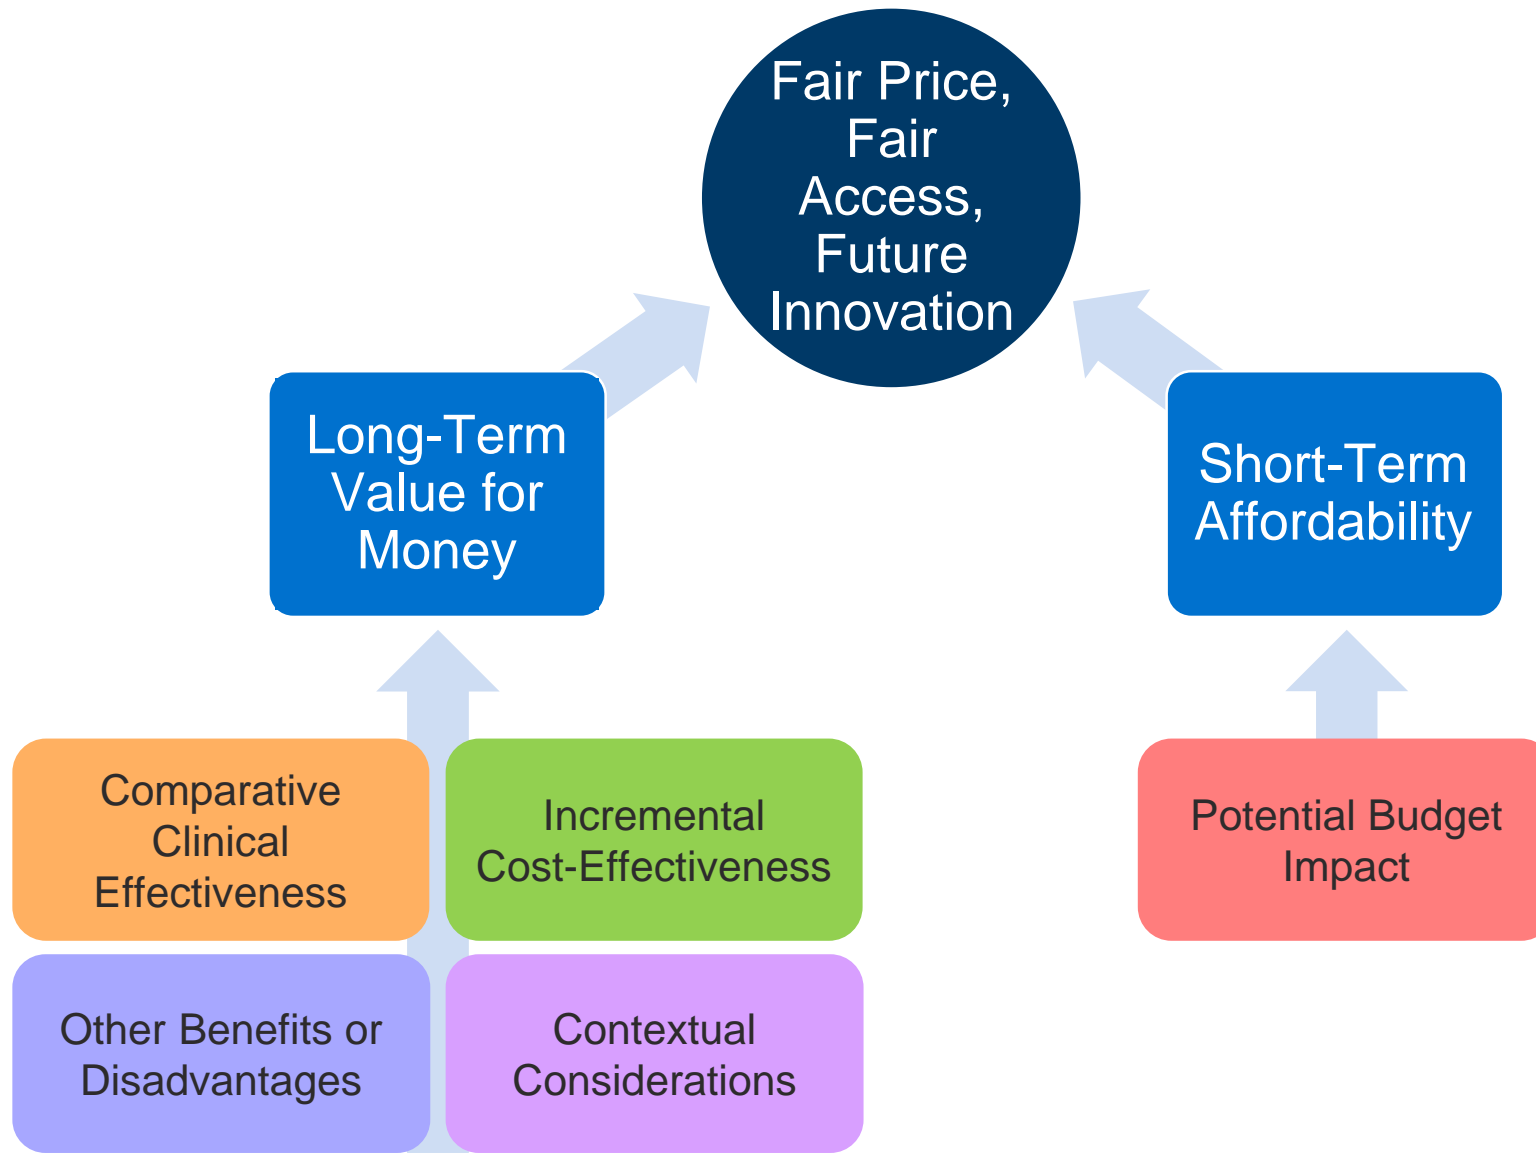 Fair Price,
Fair
Access,
Future
Innovation
Long-Term
Value for
Money
Short-Term
Affordability
Comparative
Clinical
Effectiveness
Incremental
Cost-Effectiveness
Potential Budget
Impact
Other Benefits or
Disadvantages
Contextual
Considerations